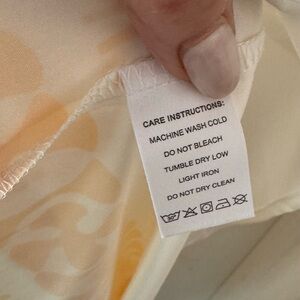 CARE INSTRUCTIONS:
MACHINE WASH COLD
DO NOT BLEACH
TUMBLE DRY LOW
LIGHT IRON
DO NOT DRY CLEAN